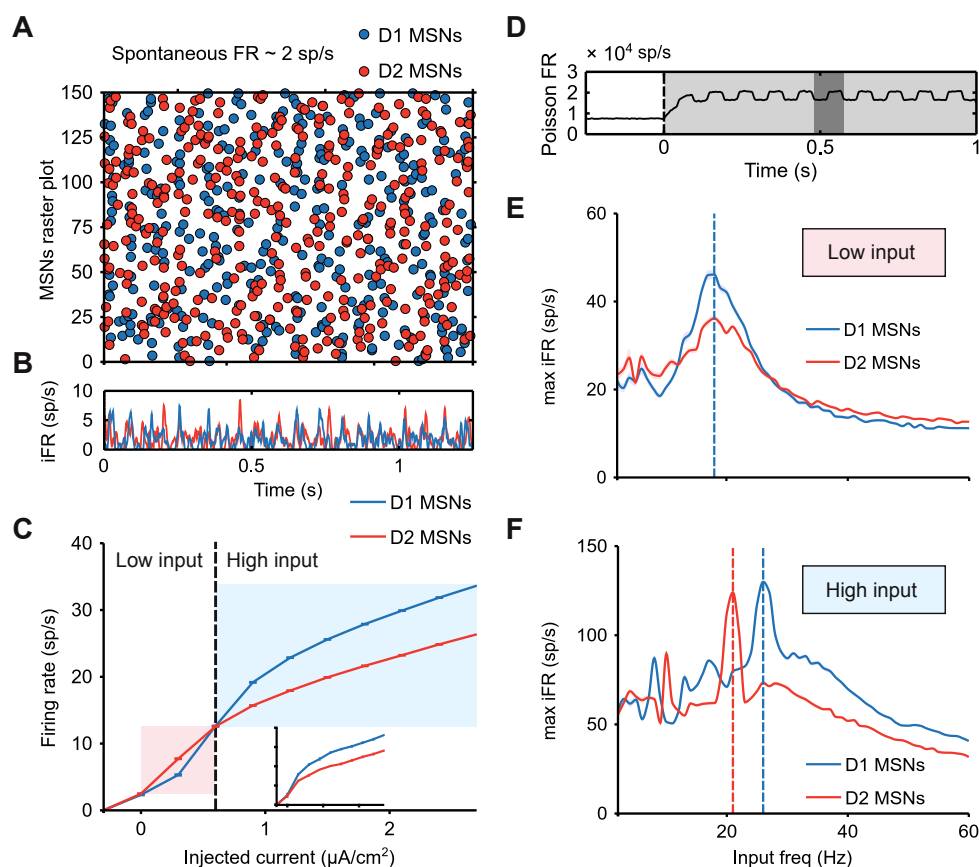 A
Spontaneous FR ~ 2 sp/s
D1 MSNs
D2 MSNs
MSNs raster plot
150
125
100
75
50
25
0
B
iFR (sp/s)
10
5
0
0
0.5
1
Time (s)
D1 MSNs
D2 MSNs
C
Low input
High input
Firing rate (sp/s)
40
30
20
10
0
0
1
2
Injected current (µA/cm²)
D
× 10⁴ sp/s
Poisson FR
3
2
1
0
0
0.5
1
Time (s)
E
Low input
max iFR (sp/s)
60
40
20
0
D1 MSNs
D2 MSNs
F
High input
max iFR (sp/s)
150
100
50
0
D1 MSNs
D2 MSNs
20
40
60
Input freq (Hz)